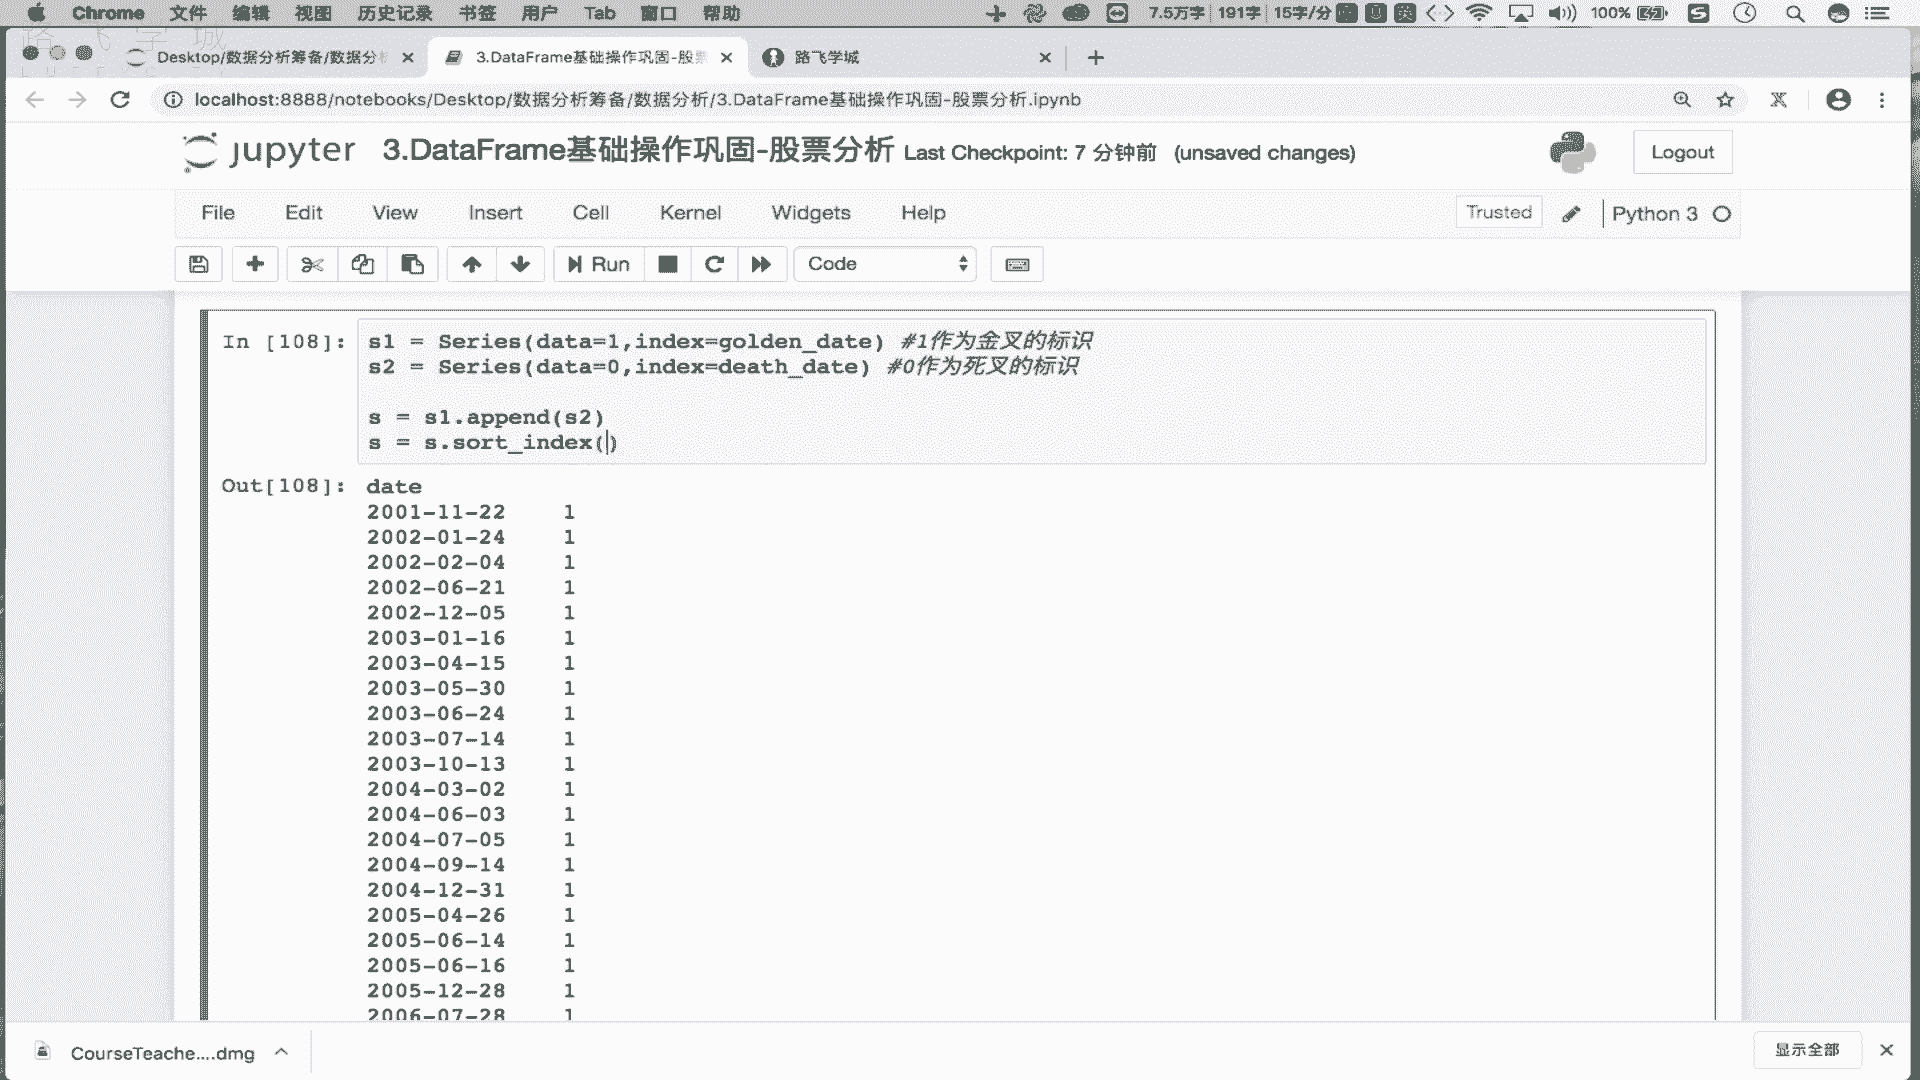 Chrome 文件 编辑 视图 历史记录 书签 用户 Tab 窗口 帮助 7.5万字 191字 15字/分 英 100%
Desktop/数据分析筹备/数据分析 3.DataFrame基础操作巩固-股票 路飞学城
路飞学城
localhost:8888/notebooks/Desktop/数据分析筹备/数据分析/3.DataFrame基础操作巩固-股票分析.ipynb
jupyter 3.DataFrame基础操作巩固-股票分析 Last Checkpoint: 7 分钟前 (unsaved changes) Logout
File Edit View Insert Cell Kernel Widgets Help Trusted Python 3
Run Code
In [108]: s1 = Series(data=1,index=golden_date) #1作为金叉的标识
s2 = Series(data=0,index=death_date) #0作为死叉的标识
s = s1.append(s2)
s = s.sort_index()
Out[108]: date
2001-11-22 1
2002-01-24 1
2002-02-04 1
2002-06-21 1
2002-12-05 1
2003-01-16 1
2003-04-15 1
2003-05-30 1
2003-06-24 1
2003-07-14 1
2003-10-13 1
2004-03-02 1
2004-06-03 1
2004-07-05 1
2004-09-14 1
2004-12-31 1
2005-04-26 1
2005-06-14 1
2005-06-16 1
2005-12-28 1
2006-07-28 1
CourseTeache....dmg 显示全部